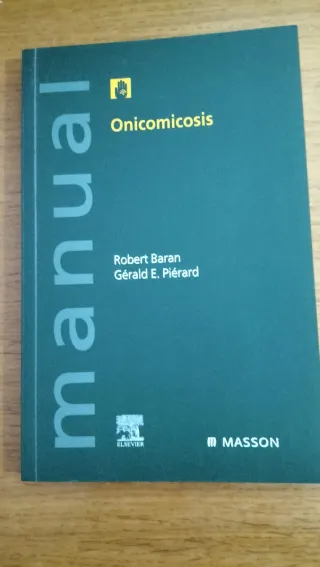 manual
Onicomicosis
Robert Baran
Gérald E. Piérard
ELSEVIER
MASSON